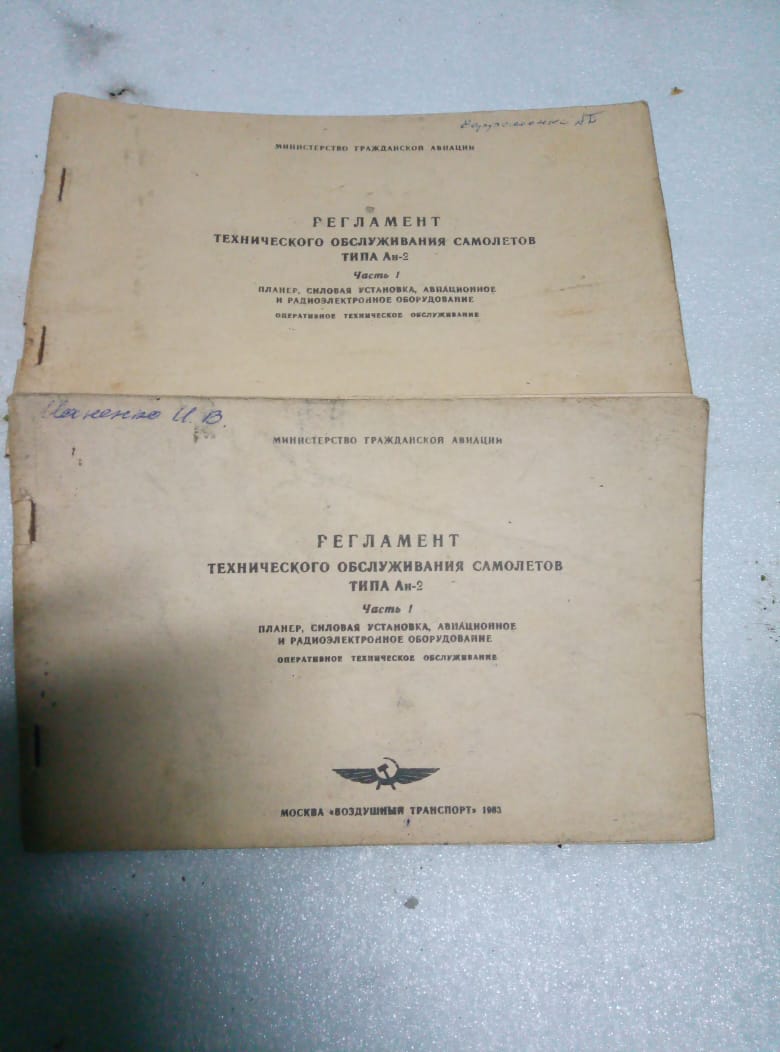 МИНИСТЕРСТВО ГРАЖДАНСКОЙ АВИАЦИИ
РЕГЛАМЕНТ
ТЕХНИЧЕСКОГО ОБСЛУЖИВАНИЯ САМОЛЕТОВ
ТИПА Ан-2
Часть 1
ПЛАНЕР, СИЛОВАЯ УСТАНОВКА, АВИАЦИОННОЕ
И РАДИОЭЛЕКТРОННОЕ ОБОРУДОВАНИЕ
ОПЕРАТИВНОЕ ТЕХНИЧЕСКОЕ ОБСЛУЖИВАНИЕ
И. В.
МИНИСТЕРСТВО ГРАЖДАНСКОЙ АВИАЦИИ
РЕГЛАМЕНТ
ТЕХНИЧЕСКОГО ОБСЛУЖИВАНИЯ САМОЛЕТОВ
ТИПА Ан-2
Часть 1
ПЛАНЕР, СИЛОВАЯ УСТАНОВКА, АВИАЦИОННОЕ
И РАДИОЭЛЕКТРОННОЕ ОБОРУДОВАНИЕ
ОПЕРАТИВНОЕ ТЕХНИЧЕСКОЕ ОБСЛУЖИВАНИЕ
МОСКВА «ВОЗДУШНЫЙ ТРАНСПОРТ» 1983